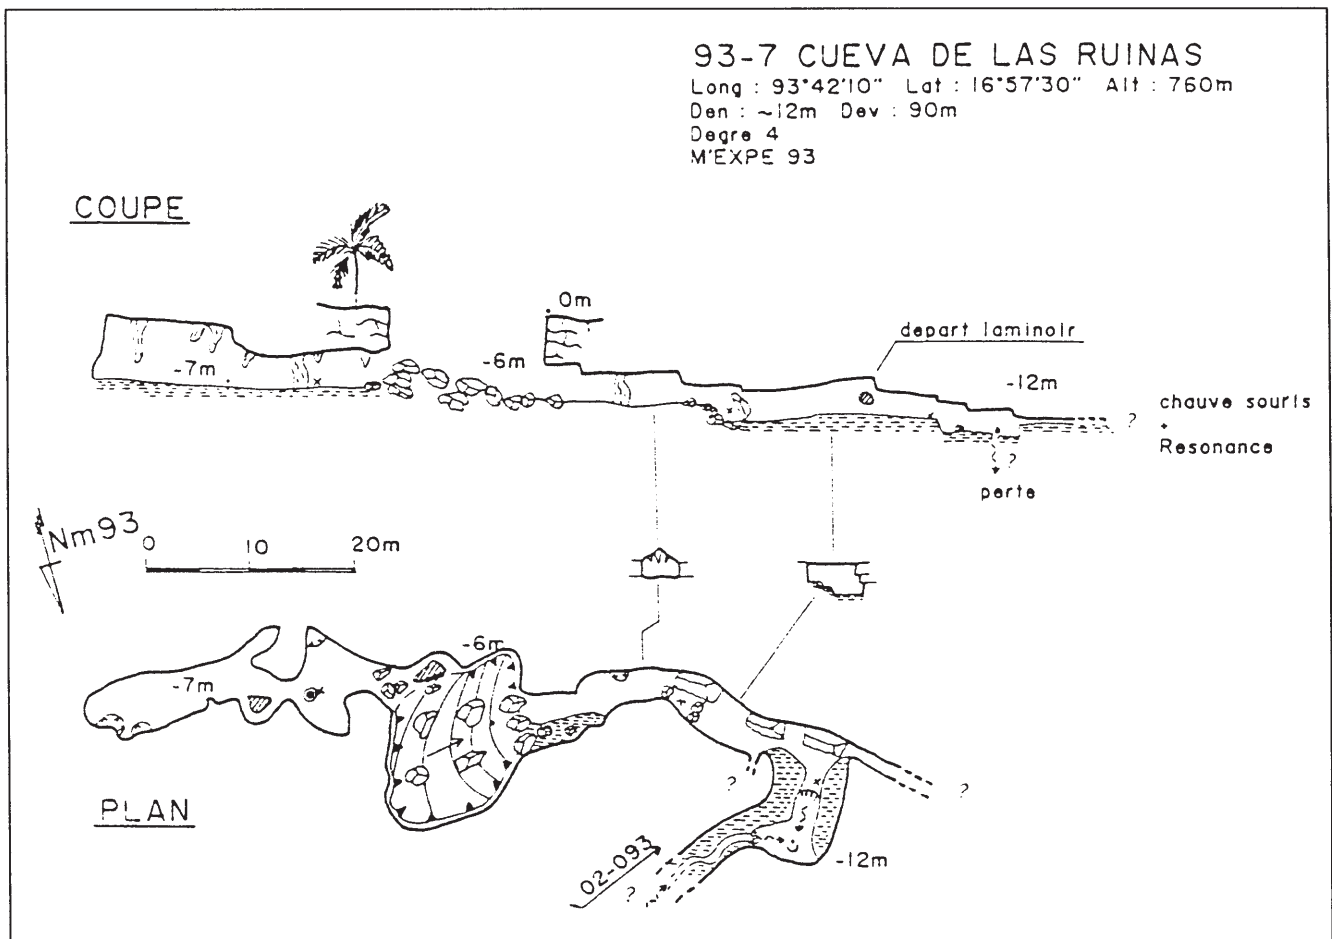 93-7 CUEVA DE LAS RUINAS
Long : 93°42'10" Lat : 16°57'30" Alt : 760m
Den : ~12m Dev : 90m
Degre 4
M'EXPE 93
COUPE
0m
depart laminoir
-7m
-6m
-12m
chauve souris
+
Resonance
?
?
perte
Nm93
0 10 20m
-6m
-7m
?
?
PLAN
-12m
02-093
?